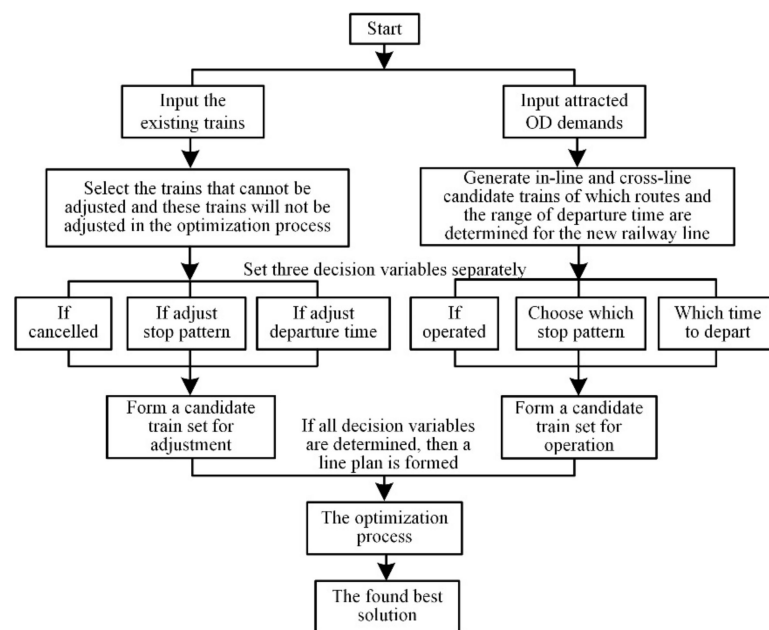 Start
Input the
existing trains
Input attracted
OD demands
Select the trains that cannot be
adjusted and these trains will not be
adjusted in the optimization process
Generate in-line and cross-line
candidate trains of which routes and
the range of departure time are
determined for the new railway line
Set three decision variables separately
If
cancelled
If adjust
stop pattern
If adjust
departure time
If
operated
Choose which
stop pattern
Which time
to depart
Form a candidate
train set for
adjustment
If all decision variables
are determined, then a
line plan is formed
Form a candidate
train set for
operation
The optimization
process
The found best
solution